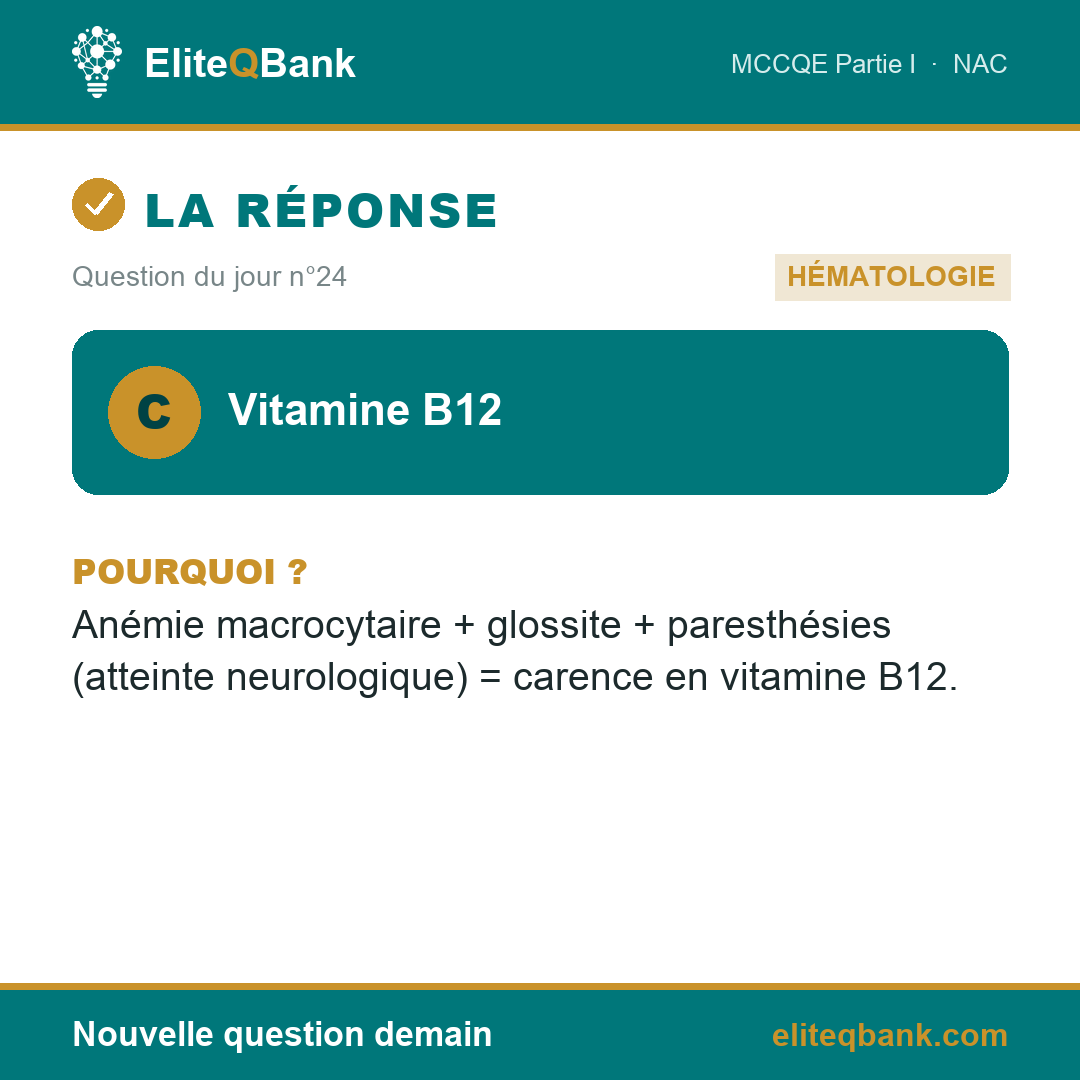 EliteQBank
MCCQE Partie I · NAC
LA RÉPONSE
Question du jour n°24
HÉMATOLOGIE
C
Vitamine B12
POURQUOI ?
Anémie macrocytaire + glossite + paresthésies
(atteinte neurologique) = carence en vitamine B12.
Nouvelle question demain
eliteqbank.com